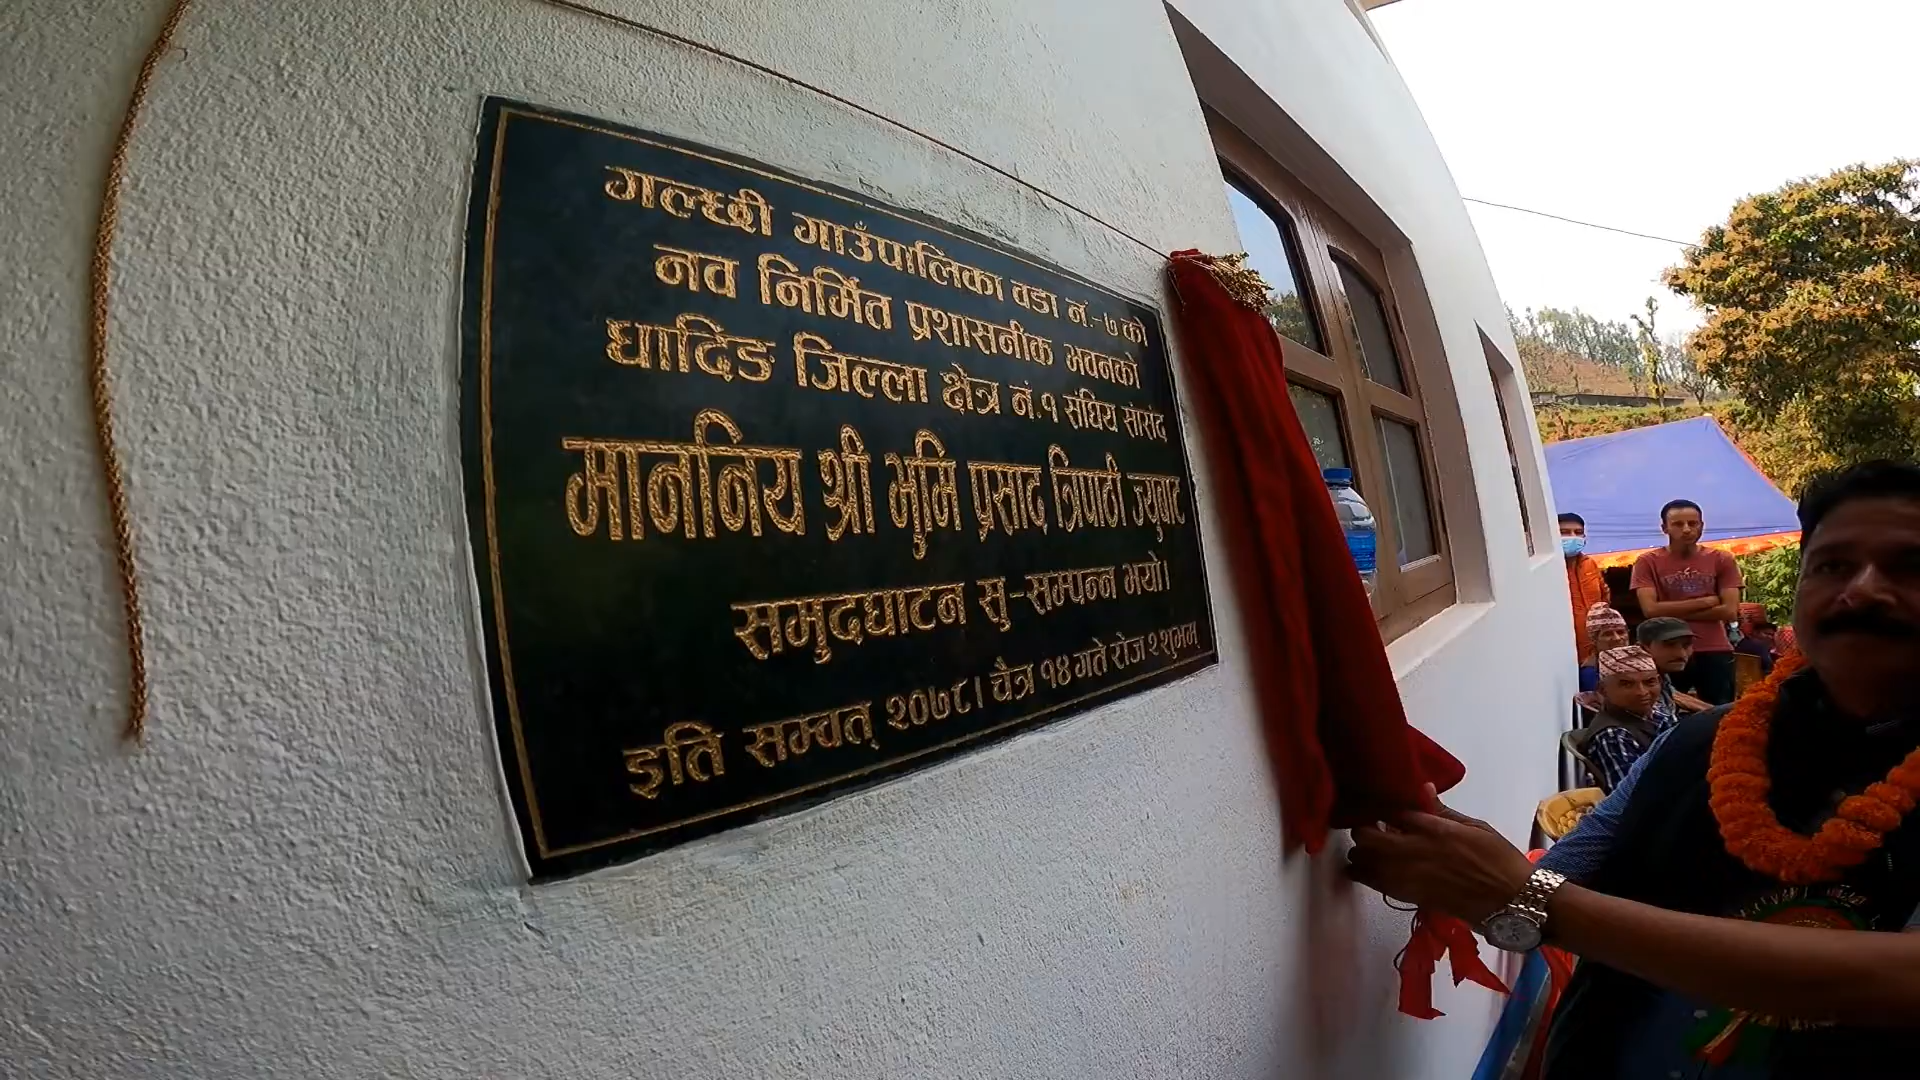 गल्छी गाउँपालिका वडा नं.-७ को
नव निर्मित प्रशासनीक भवनको
धादिङ जिल्ला क्षेत्र नं.१ संघिय सांसद
माननिय श्री भुमि प्रसाद त्रिपाठी ज्युबाट
समुदघाटन सु-सम्पन्न भयो।
इति सम्वत् २०७८। चैत्र १४ गते रोज २ शुभम्